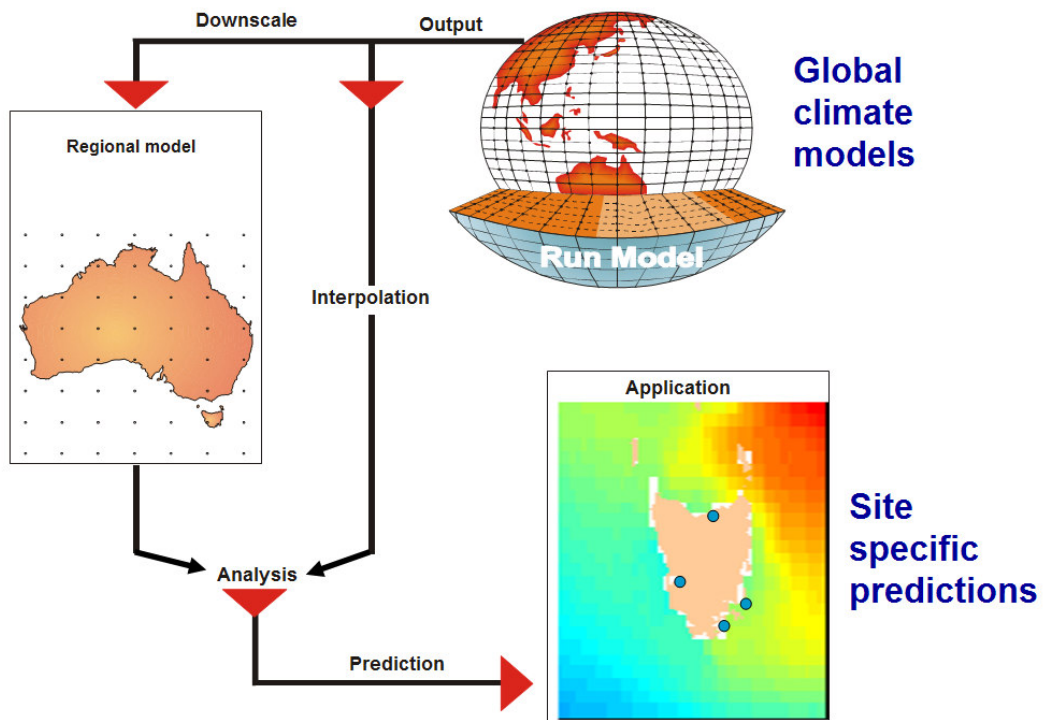 Downscale
Output
Global
climate
models
Regional model
Run Model
Interpolation
Application
Site
specific
predictions
Analysis
Prediction